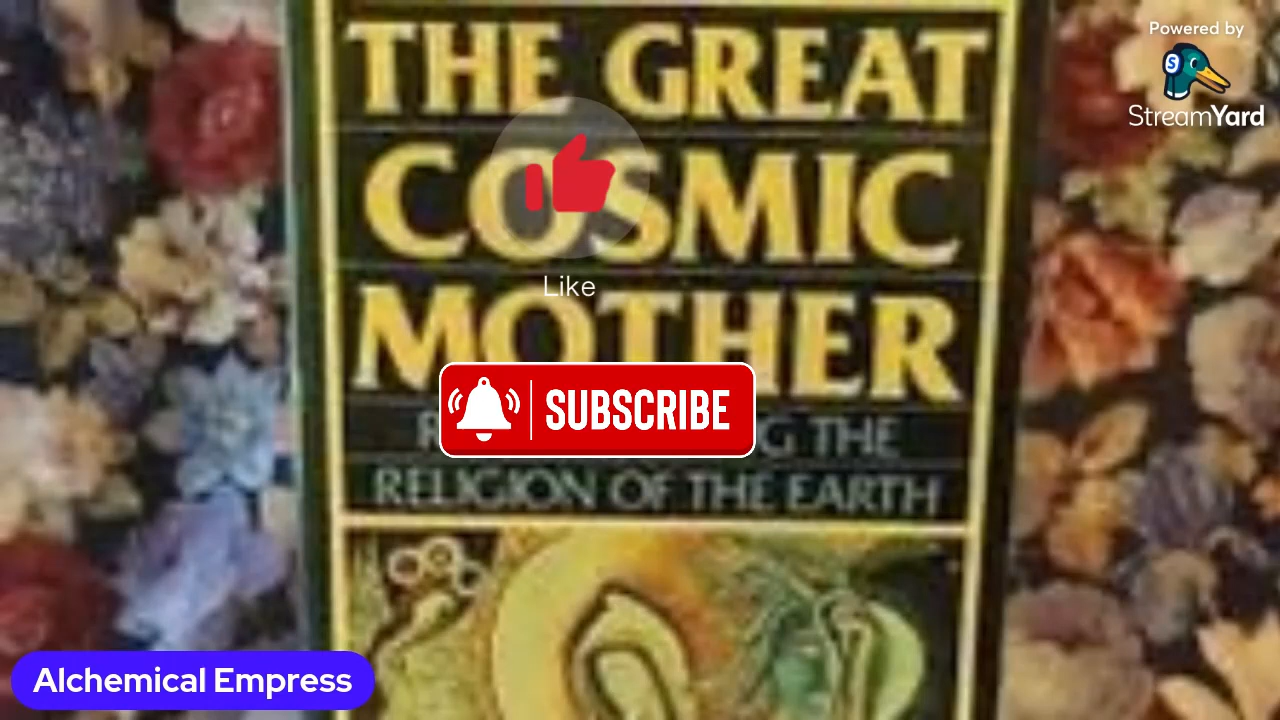 THE GREAT
COSMIC
MOTHER
G THE
RELIGION OF THE EARTH
Like
SUBSCRIBE
Alchemical Empress
Powered by
StreamYard
S